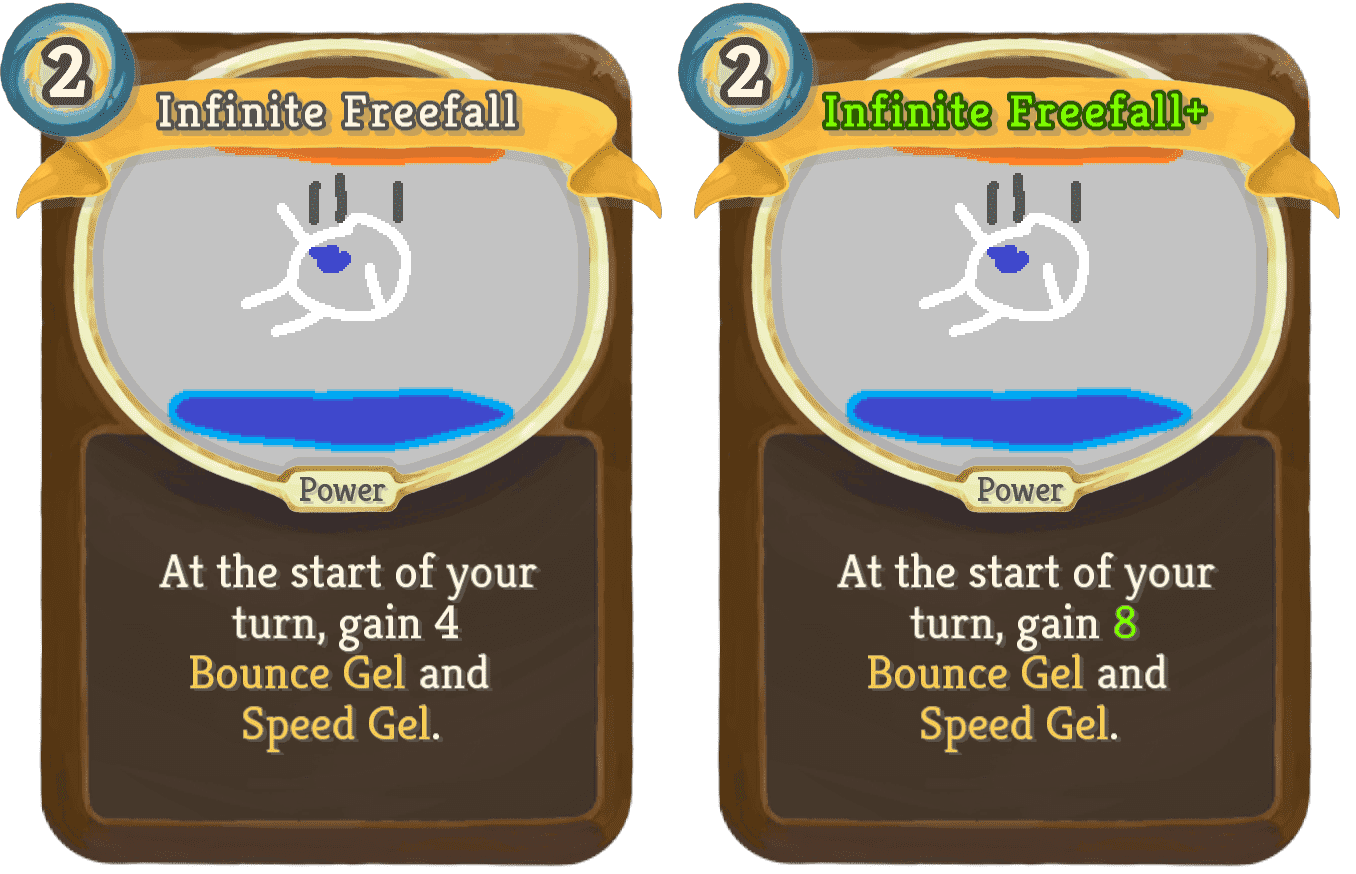 2
Infinite Freefall
Power
At the start of your
turn, gain 4
Bounce Gel and
Speed Gel.
2
Infinite Freefall+
Power
At the start of your
turn, gain 8
Bounce Gel and
Speed Gel.